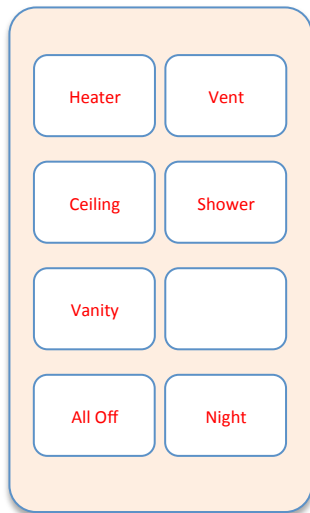 Heater
Vent
Ceiling
Shower
Vanity
All Off
Night